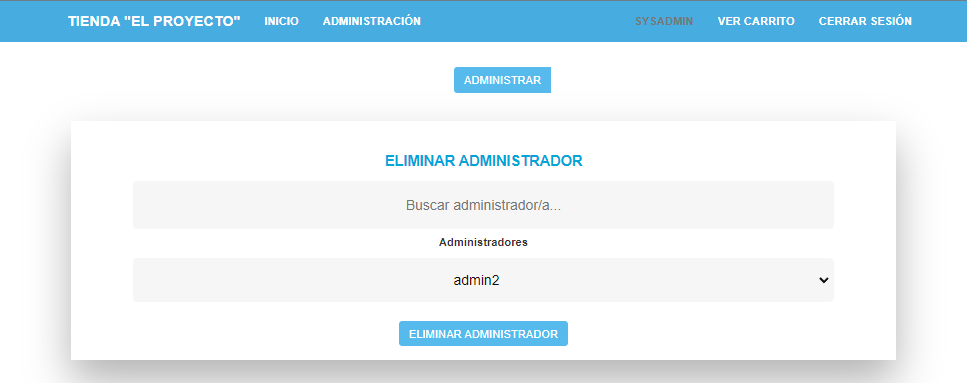 TIENDA "EL PROYECTO" INICIO ADMINISTRACIÓN SYSADMIN VER CARRITO CERRAR SESIÓN
ADMINISTRAR
ELIMINAR ADMINISTRADOR
Buscar administrador/a...
Administradores
admin2
ELIMINAR ADMINISTRADOR